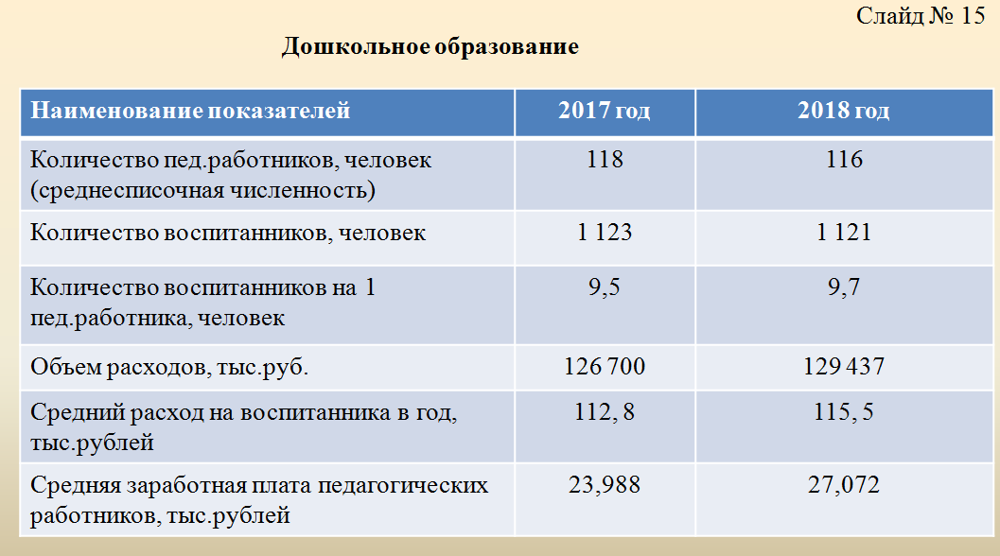 Слайд № 15
Дошкольное образование
Наименование показателей 2017 год 2018 год
Количество пед.работников, человек 118 116
(среднесписочная численность)
Количество воспитанников, человек 1 123 1 121
Количество воспитанников на 1 9,5 9,7
пед.работника, человек
Объем расходов, тыс.руб. 126 700 129 437
Средний расход на воспитанника в год, 112, 8 115, 5
тыс.рублей
Средняя заработная плата педагогических 23,988 27,072
работников, тыс.рублей